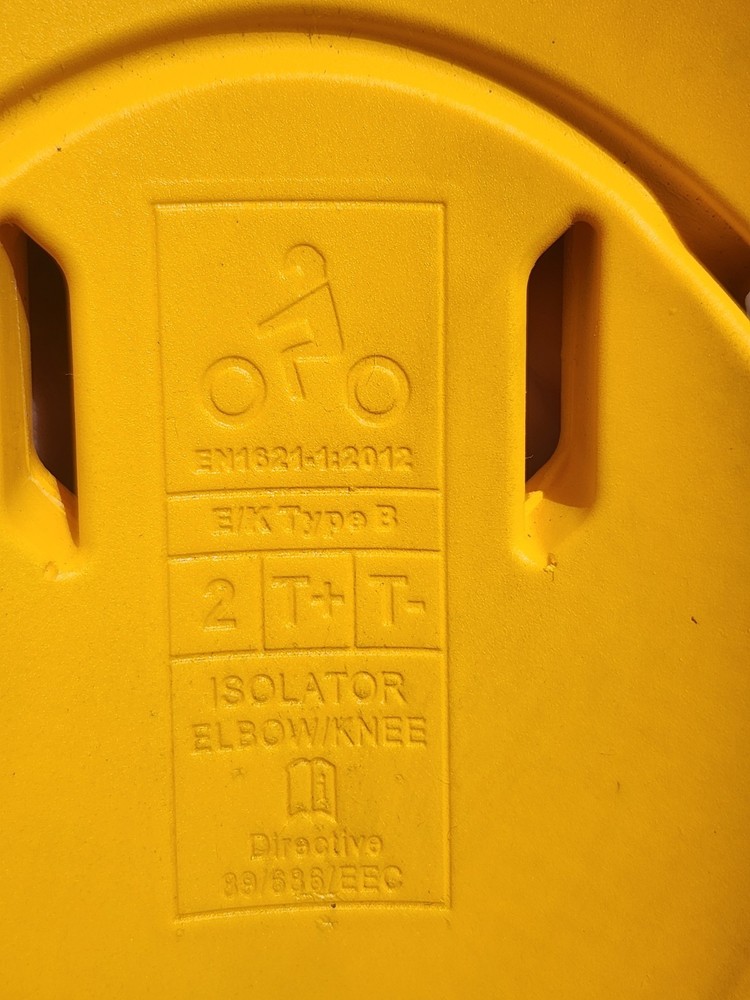 EN1621-1:2012
E/K Type B
2 T+ T-
ISOLATOR
ELBOW/KNEE
Directive
89/686/EEC